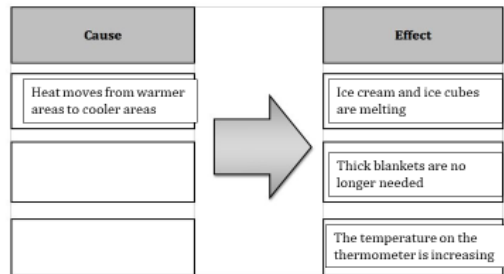 Cause
Effect
Heat moves from warmer
areas to cooler areas
Ice cream and ice cubes
are melting
Thick blankets are no
longer needed
The temperature on the
thermometer is increasing